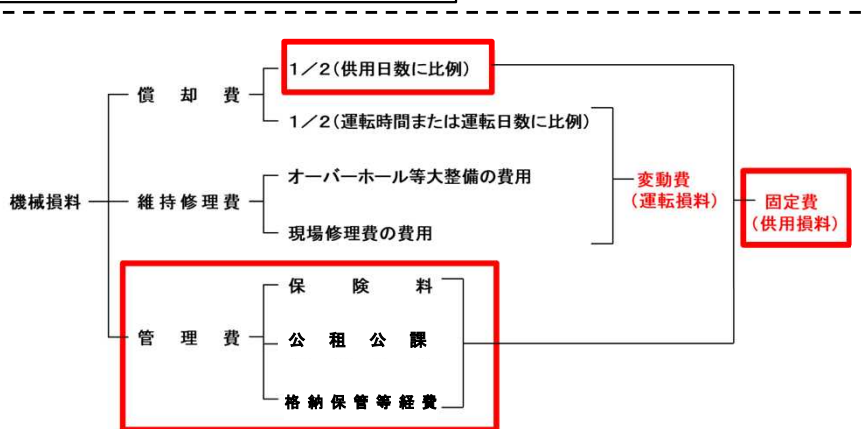 1／2(供用日数に比例)
償却費
1／2(運転時間または運転日数に比例)
機械損料
維持修理費
オーバーホール等大整備の費用
現場修理費の費用
変動費
(運転損料)
固定費
(供用損料)
管理費
保険料
公租公課
格納保管等経費